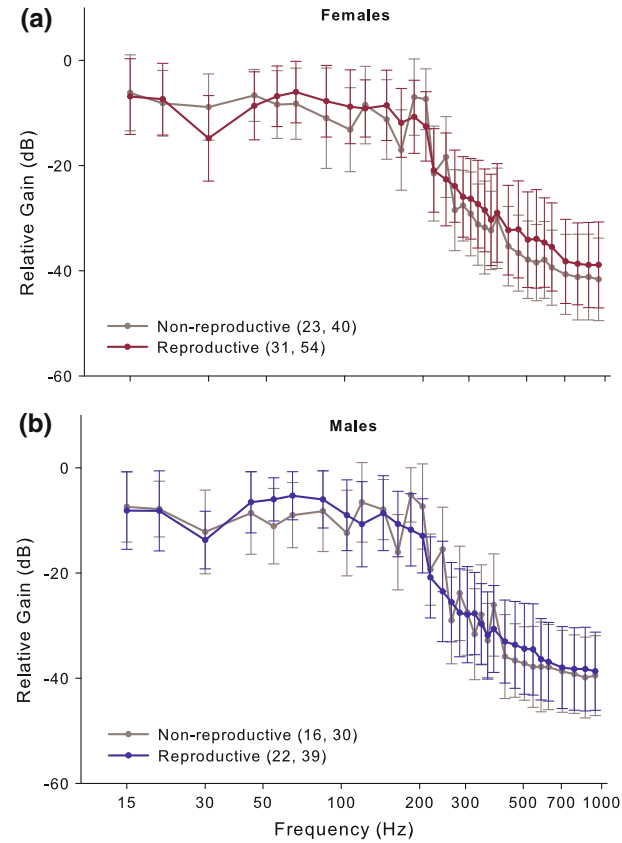 (a)
Females
0
-20
-40
-60
Relative Gain (dB)
Non-reproductive (23, 40)
Reproductive (31, 54)
(b)
Males
0
-20
-40
-60
Relative Gain (dB)
Non-reproductive (16, 30)
Reproductive (22, 39)
15 30 50 100 200 300 500 700 1000
Frequency (Hz)